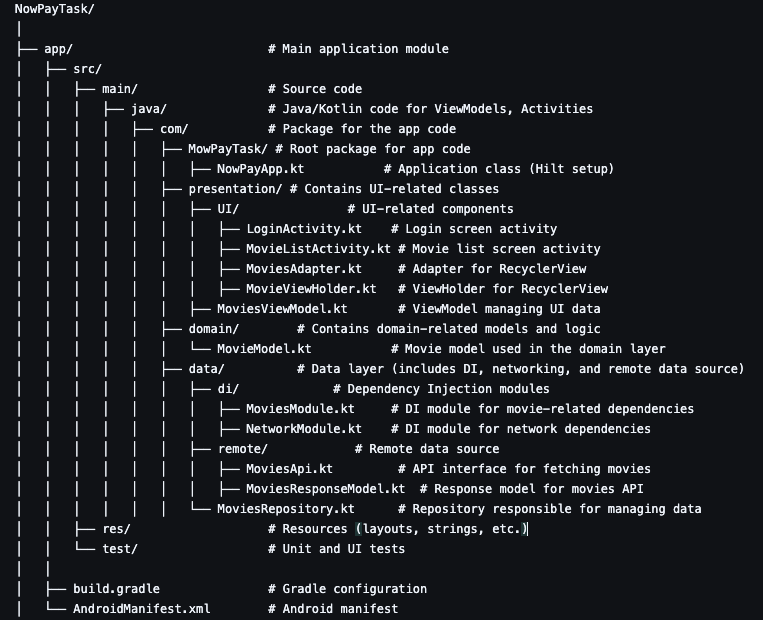 NowPayTask/
│
├── app/                           # Main application module
│   ├── src/
│   │   ├── main/                  # Source code
│   │   │   ├── java/              # Java/Kotlin code for ViewModels, Activities
│   │   │   │   ├── com/           # Package for the app code
│   │   │   │   │   ├── MowPayTask/ # Root package for app code
│   │   │   │   │   │   ├── NowPayApp.kt           # Application class (Hilt setup)
│   │   │   │   │   ├── presentation/ # Contains UI-related classes
│   │   │   │   │   │   ├── UI/               # UI-related components
│   │   │   │   │   │   │   ├── LoginActivity.kt    # Login screen activity
│   │   │   │   │   │   │   ├── MovieListActivity.kt # Movie list screen activity
│   │   │   │   │   │   │   ├── MoviesAdapter.kt     # Adapter for RecyclerView
│   │   │   │   │   │   │   ├── MovieViewHolder.kt   # ViewHolder for RecyclerView
│   │   │   │   │   │   ├── MoviesViewModel.kt       # ViewModel managing UI data
│   │   │   │   │   ├── domain/        # Contains domain-related models and logic
│   │   │   │   │   │   └── MovieModel.kt           # Movie model used in the domain layer
│   │   │   │   │   ├── data/          # Data layer (includes DI, networking, and remote data source)
│   │   │   │   │   │   ├── di/             # Dependency Injection modules
│   │   │   │   │   │   │   ├── MoviesModule.kt     # DI module for movie-related dependencies
│   │   │   │   │   │   │   ├── NetworkModule.kt    # DI module for network dependencies
│   │   │   │   │   │   ├── remote/            # Remote data source
│   │   │   │   │   │   │   ├── MoviesApi.kt         # API interface for fetching movies
│   │   │   │   │   │   │   ├── MoviesResponseModel.kt  # Response model for movies API
│   │   │   │   │   │   └── MoviesRepository.kt      # Repository responsible for managing data
│   │   ├── res/                   # Resources (layouts, strings, etc.)
│   │   └── test/                  # Unit and UI tests
│   │
│   ├── build.gradle               # Gradle configuration
│   └── AndroidManifest.xml        # Android manifest